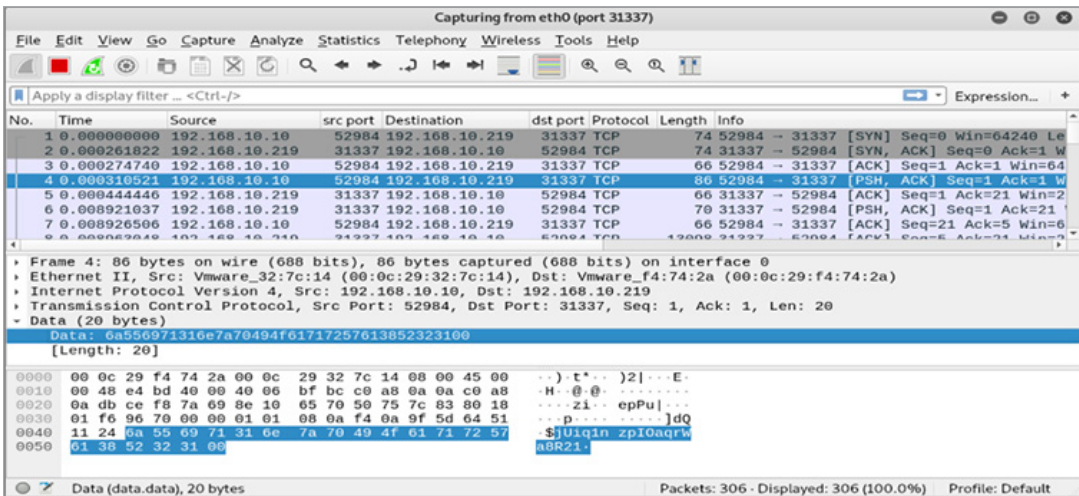 Capturing from eth0 (port 31337)
File Edit View Go Capture Analyze Statistics Telephony Wireless Tools Help
Apply a display filter ... <Ctrl-/> Expression... +
No. Time Source src port Destination dst port Protocol Length Info
1 0.000000000 192.168.10.10 52984 192.168.10.219 31337 TCP 74 52984 → 31337 [SYN] Seq=0 Win=64240 Le
2 0.000261822 192.168.10.219 31337 192.168.10.10 52984 TCP 74 31337 → 52984 [SYN, ACK] Seq=0 Ack=1 W
3 0.000274740 192.168.10.10 52984 192.168.10.219 31337 TCP 66 52984 → 31337 [ACK] Seq=1 Ack=1 Win=64
4 0.000310521 192.168.10.10 52984 192.168.10.219 31337 TCP 86 52984 → 31337 [PSH, ACK] Seq=1 Ack=1 W
5 0.000444446 192.168.10.219 31337 192.168.10.10 52984 TCP 66 31337 → 52984 [ACK] Seq=1 Ack=21 Win=2
6 0.008921037 192.168.10.219 31337 192.168.10.10 52984 TCP 70 31337 → 52984 [PSH, ACK] Seq=1 Ack=21
7 0.008926506 192.168.10.10 52984 192.168.10.219 31337 TCP 66 52984 → 31337 [ACK] Seq=21 Ack=5 Win=6
Frame 4: 86 bytes on wire (688 bits), 86 bytes captured (688 bits) on interface 0
Ethernet II, Src: Vmware_32:7c:14 (00:0c:29:32:7c:14), Dst: Vmware_f4:74:2a (00:0c:29:f4:74:2a)
Internet Protocol Version 4, Src: 192.168.10.10, Dst: 192.168.10.219
Transmission Control Protocol, Src Port: 52984, Dst Port: 31337, Seq: 1, Ack: 1, Len: 20
Data (20 bytes)
Data: 6a556971316e7a70494f61717257613852323100
[Length: 20]
0000 00 0c 29 f4 74 2a 00 0c 29 32 7c 14 08 00 45 00 ··)·t*·· )2|···E·
0010 00 48 e4 bd 40 00 40 06 bf bc c0 a8 0a 0a c0 a8 ·H··@·@· ········
0020 0a db ce f8 7a 69 8e 10 65 70 50 75 7c 83 80 18 ····zi·· epPu|···
0030 01 f6 96 70 00 00 01 01 08 0a f4 0a 9f 5d 64 51 ···p···· ·····]dQ
0040 11 24 6a 55 69 71 31 6e 7a 70 49 4f 61 71 72 57 ·$jUiq1n zpIOaqrW
0050 61 38 52 32 31 00 a8R21·
Data (data.data), 20 bytes Packets: 306 · Displayed: 306 (100.0%) Profile: Default